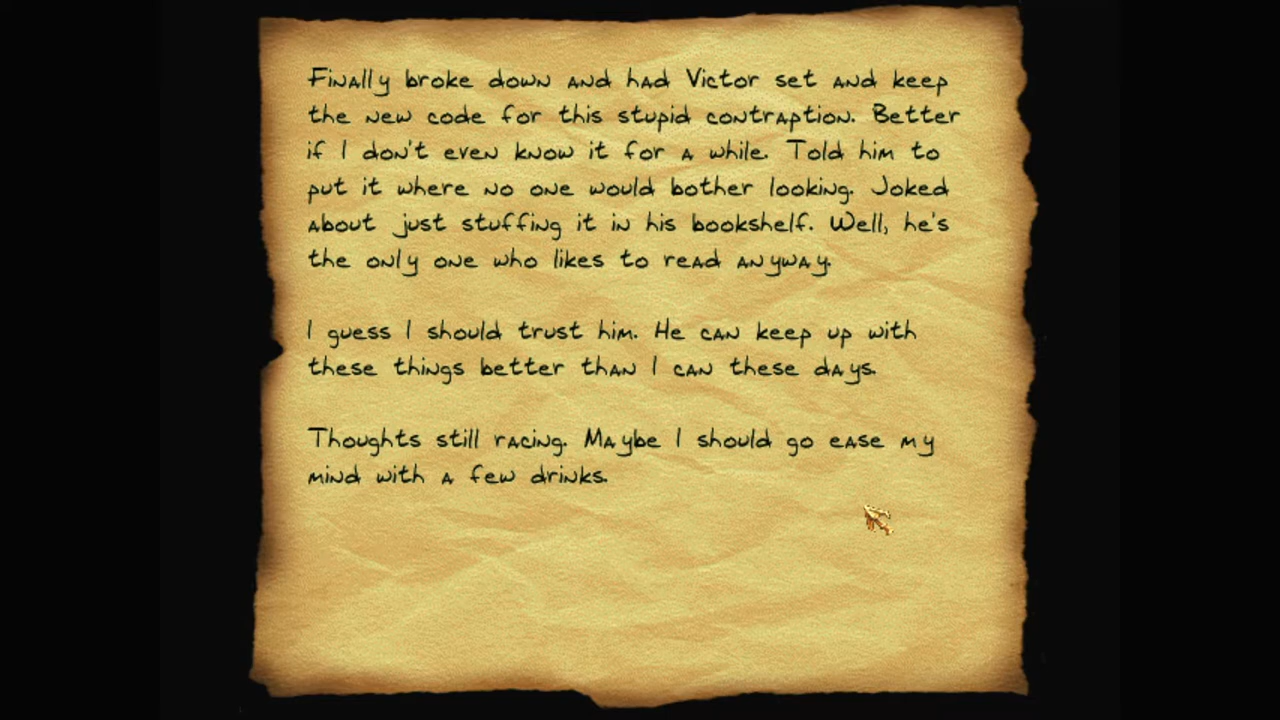 Finally broke down and had Victor set and keep
the new code for this stupid contraption. Better
if I don't even know it for a while. Told him to
put it where no one would bother looking. Joked
about just stuffing it in his bookshelf. Well, he's
the only one who likes to read anyway.
I guess I should trust him. He can keep up with
these things better than I can these days.
Thoughts still racing. Maybe I should go ease my
mind with a few drinks.